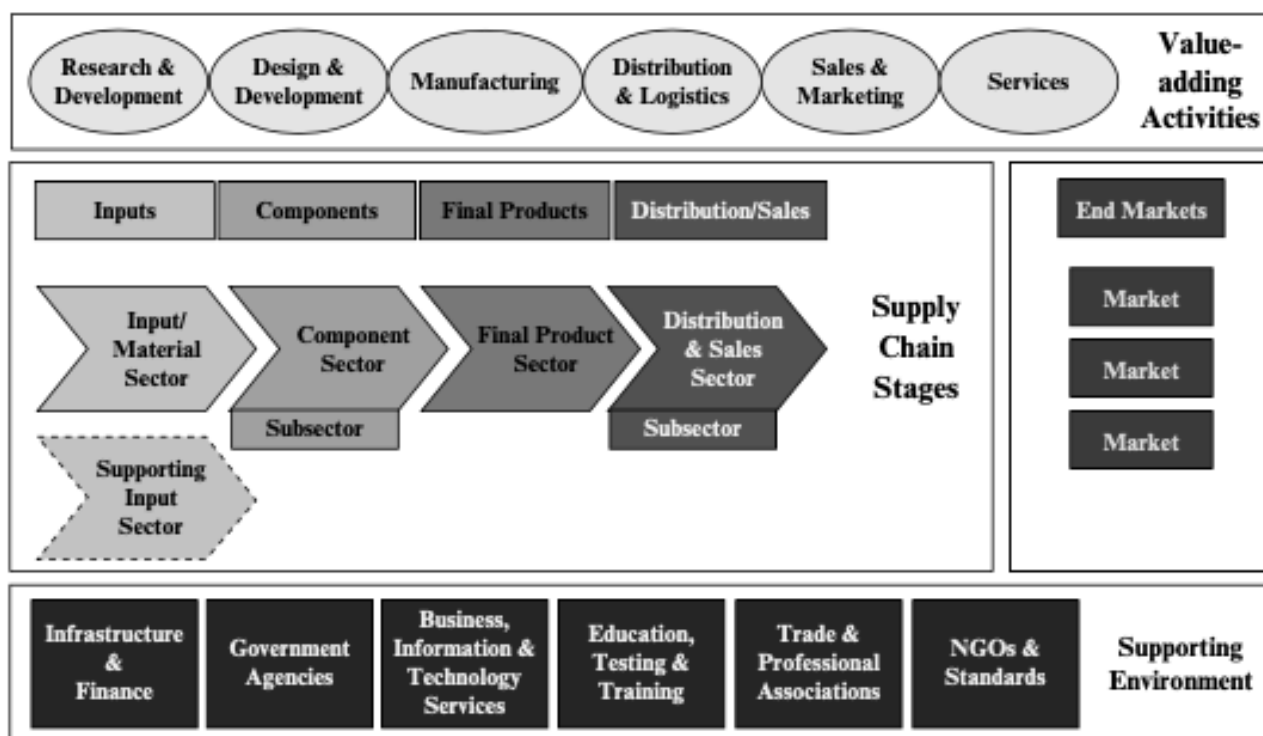 Research &
Development
Design &
Development
Manufacturing
Distribution
& Logistics
Sales &
Marketing
Services
Value-
adding
Activities
Inputs
Components
Final Products
Distribution/Sales
Input/
Material
Sector
Component
Sector
Final Product
Sector
Distribution
& Sales
Sector
Subsector
Subsector
Supporting
Input
Sector
Supply
Chain
Stages
End Markets
Market
Market
Market
Infrastructure
&
Finance
Government
Agencies
Business,
Information &
Technology
Services
Education,
Testing &
Training
Trade &
Professional
Associations
NGOs &
Standards
Supporting
Environment